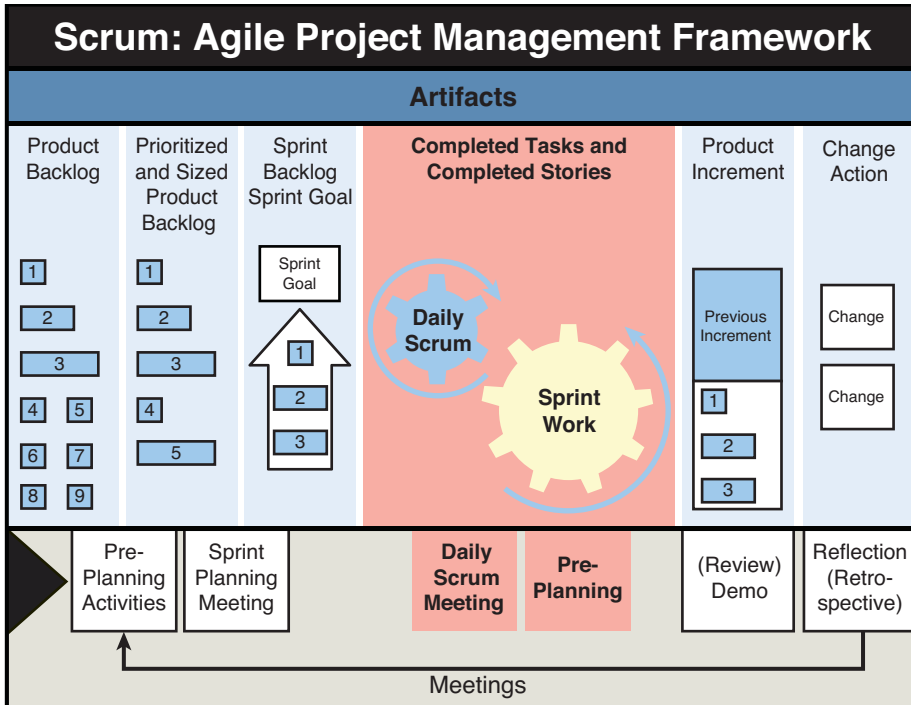 Scrum: Agile Project Management Framework
Artifacts
Product
Backlog
Prioritized
and Sized
Product
Backlog
Sprint
Backlog
Sprint Goal
Completed Tasks and
Completed Stories
Product
Increment
Change
Action
1
2
3
4
5
6
7
8
9
1
2
3
4
5
Sprint
Goal
1
2
3
Daily
Scrum
Sprint
Work
Previous
Increment
1
2
3
Change
Change
Pre-
Planning
Activities
Sprint
Planning
Meeting
Daily
Scrum
Meeting
Pre-
Planning
(Review)
Demo
Reflection
(Retro-
spective)
Meetings